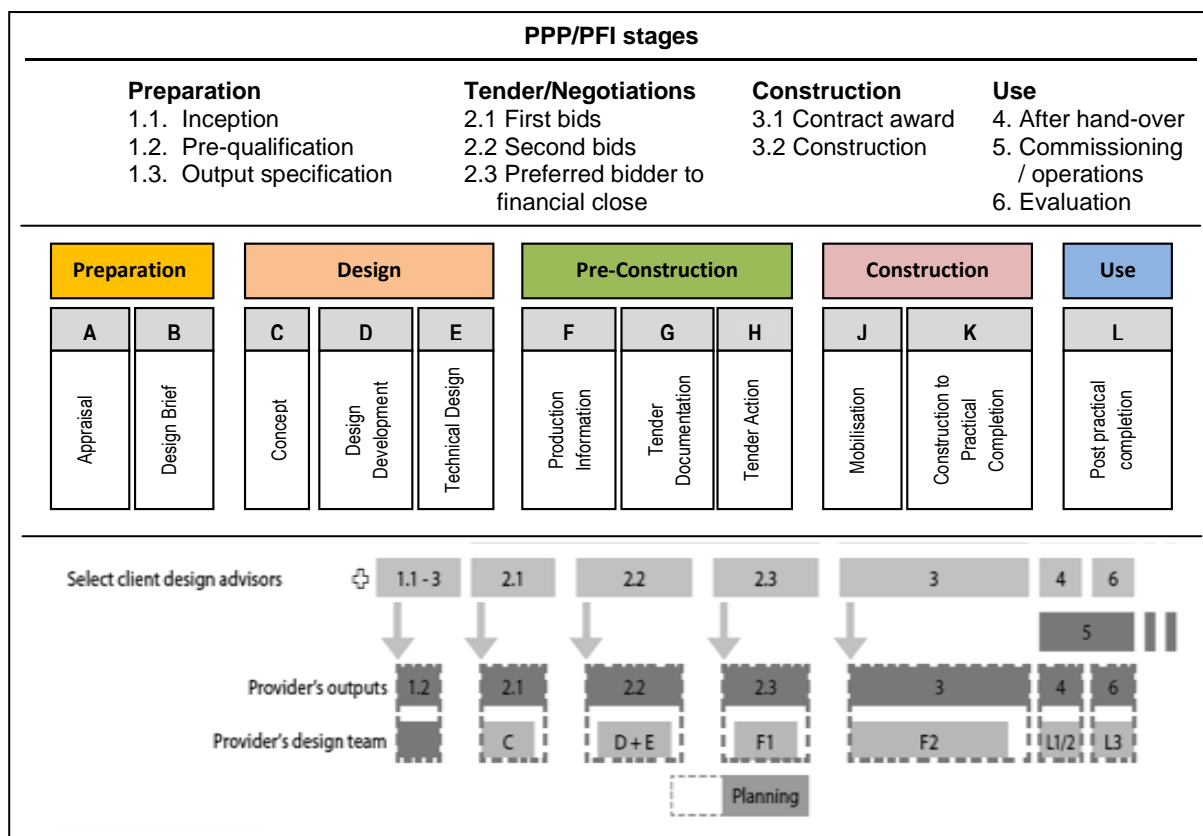 PPP/PFI stages
Preparation
1.1. Inception
1.2. Pre-qualification
1.3. Output specification
Tender/Negotiations
2.1 First bids
2.2 Second bids
2.3 Preferred bidder to
financial close
Construction
3.1 Contract award
3.2 Construction
Use
4. After hand-over
5. Commissioning
/ operations
6. Evaluation
Preparation
Design
Pre-Construction
Construction
Use
A
B
C
D
E
F
G
H
J
K
L
Appraisal
Design Brief
Concept
Design
Development
Technical Design
Production
Information
Tender
Documentation
Tender Action
Mobilisation
Construction to
Practical
Completion
Post practical
completion
Select client design advisors
1.1 - 3
2.1
2.2
2.3
3
4
6
5
Provider's outputs
1.2
2.1
2.2
2.3
3
4
6
Provider's design team
C
D + E
F1
F2
L1/2
L3
Planning